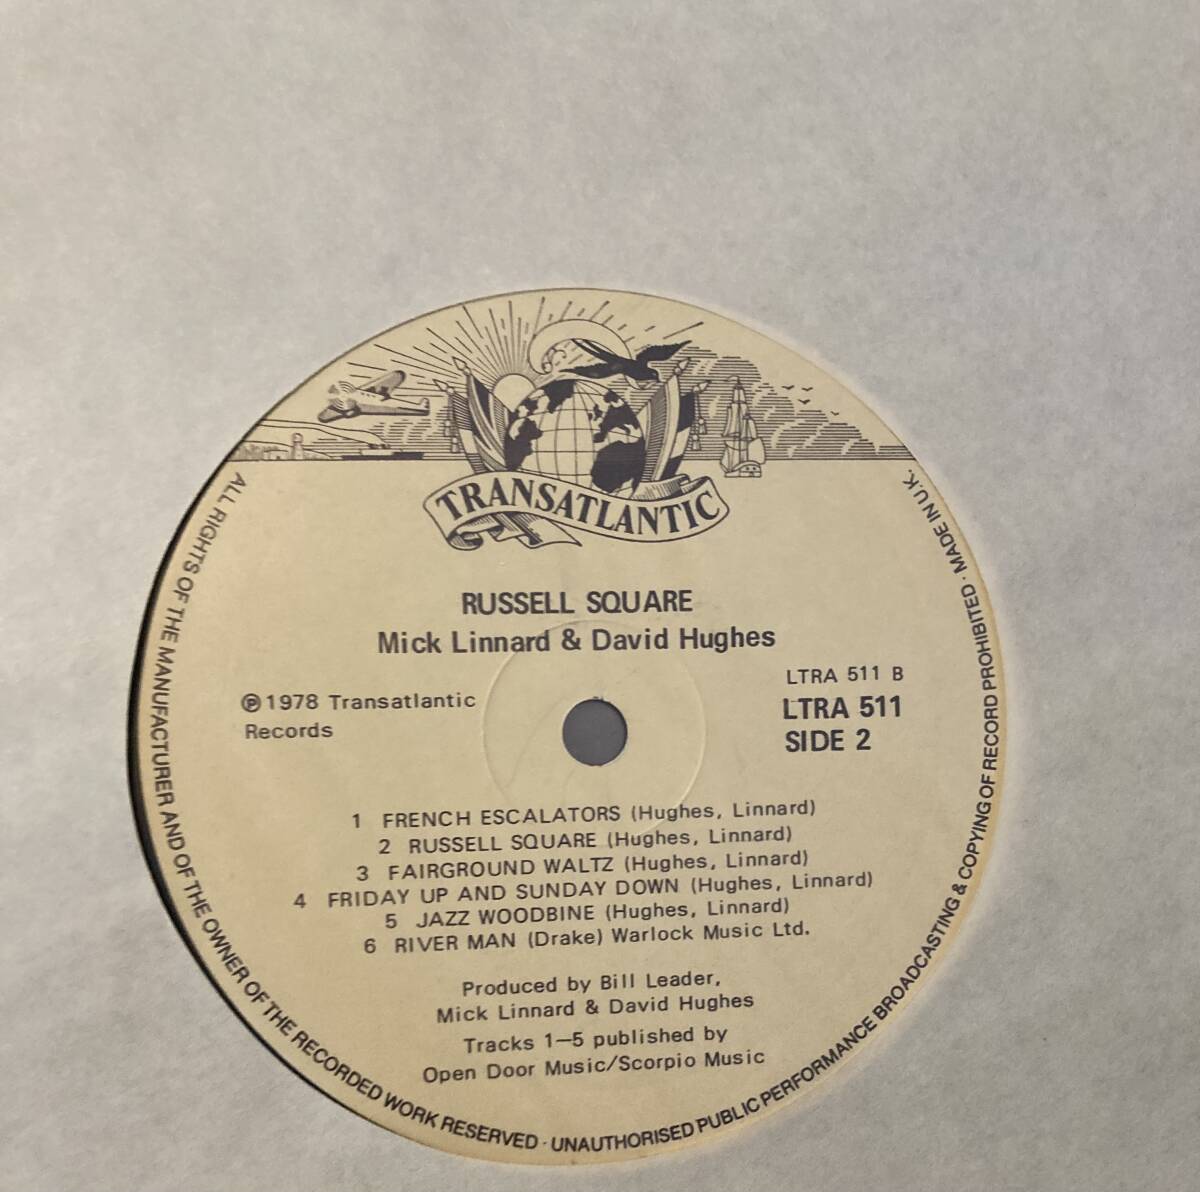 TRANSATLANTIC
RUSSELL SQUARE
Mick Linnard & David Hughes
℗ 1978 Transatlantic
Records
LTRA 511 B
LTRA 511
SIDE 2
1 FRENCH ESCALATORS (Hughes, Linnard)
2 RUSSELL SQUARE (Hughes, Linnard)
3 FAIRGROUND WALTZ (Hughes, Linnard)
4 FRIDAY UP AND SUNDAY DOWN (Hughes, Linnard)
5 JAZZ WOODBINE (Hughes, Linnard)
6 RIVER MAN (Drake) Warlock Music Ltd.
Produced by Bill Leader,
Mick Linnard & David Hughes
Tracks 1–5 published by
Open Door Music/Scorpio Music
ALL RIGHTS OF THE MANUFACTURER AND OF THE OWNER OF THE RECORDED WORK RESERVED · UNAUTHORISED PUBLIC PERFORMANCE BROADCASTING & COPYING OF RECORD PROHIBITED · MADE IN U.K.